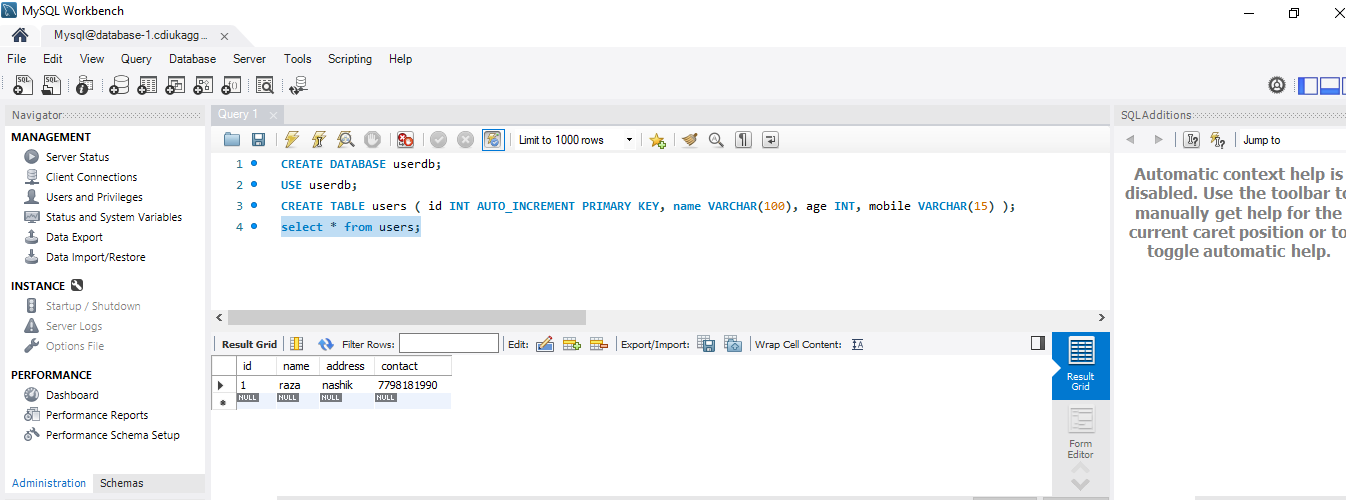 MySQL Workbench
Mysql@database-1.cdiukagg... ×
File Edit View Query Database Server Tools Scripting Help
Navigator
MANAGEMENT
Server Status
Client Connections
Users and Privileges
Status and System Variables
Data Export
Data Import/Restore
INSTANCE
Startup / Shutdown
Server Logs
Options File
PERFORMANCE
Dashboard
Performance Reports
Performance Schema Setup
Administration Schemas
Query 1 ×
Limit to 1000 rows
1 CREATE DATABASE userdb;
2 USE userdb;
3 CREATE TABLE users ( id INT AUTO_INCREMENT PRIMARY KEY, name VARCHAR(100), age INT, mobile VARCHAR(15) );
4 select * from users;
Result Grid Filter Rows: Edit: Export/Import: Wrap Cell Content: IA
id name address contact
1 raza nashik 7798181990
NULL NULL NULL NULL
Result
Grid
Form
Editor
SQLAdditions
Jump to
Automatic context help is
disabled. Use the toolbar to
manually get help for the
current caret position or to
toggle automatic help.